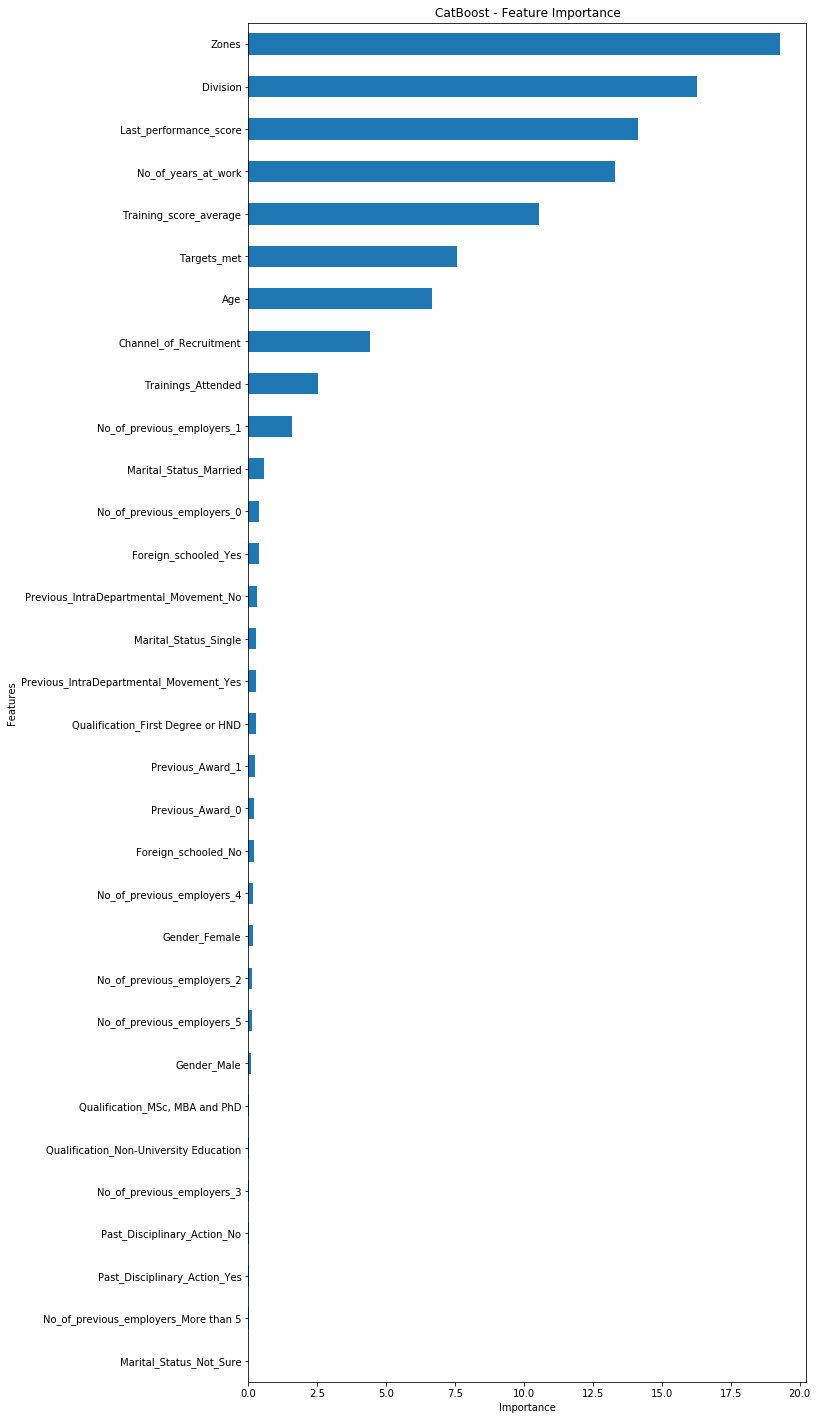 CatBoost - Feature Importance
Zones
Division
Last_performance_score
No_of_years_at_work
Training_score_average
Targets_met
Age
Channel_of_Recruitment
Trainings_Attended
No_of_previous_employers_1
Marital_Status_Married
No_of_previous_employers_0
Foreign_schooled_Yes
Previous_IntraDepartmental_Movement_No
Marital_Status_Single
Previous_IntraDepartmental_Movement_Yes
Features
Qualification_First Degree or HND
Previous_Award_1
Previous_Award_0
Foreign_schooled_No
No_of_previous_employers_4
Gender_Female
No_of_previous_employers_2
No_of_previous_employers_5
Gender_Male
Qualification_MSc, MBA and PhD
Qualification_Non-University Education
No_of_previous_employers_3
Past_Disciplinary_Action_No
Past_Disciplinary_Action_Yes
No_of_previous_employers_More than 5
Marital_Status_Not_Sure
0.0 2.5 5.0 7.5 10.0 12.5 15.0 17.5 20.0
Importance